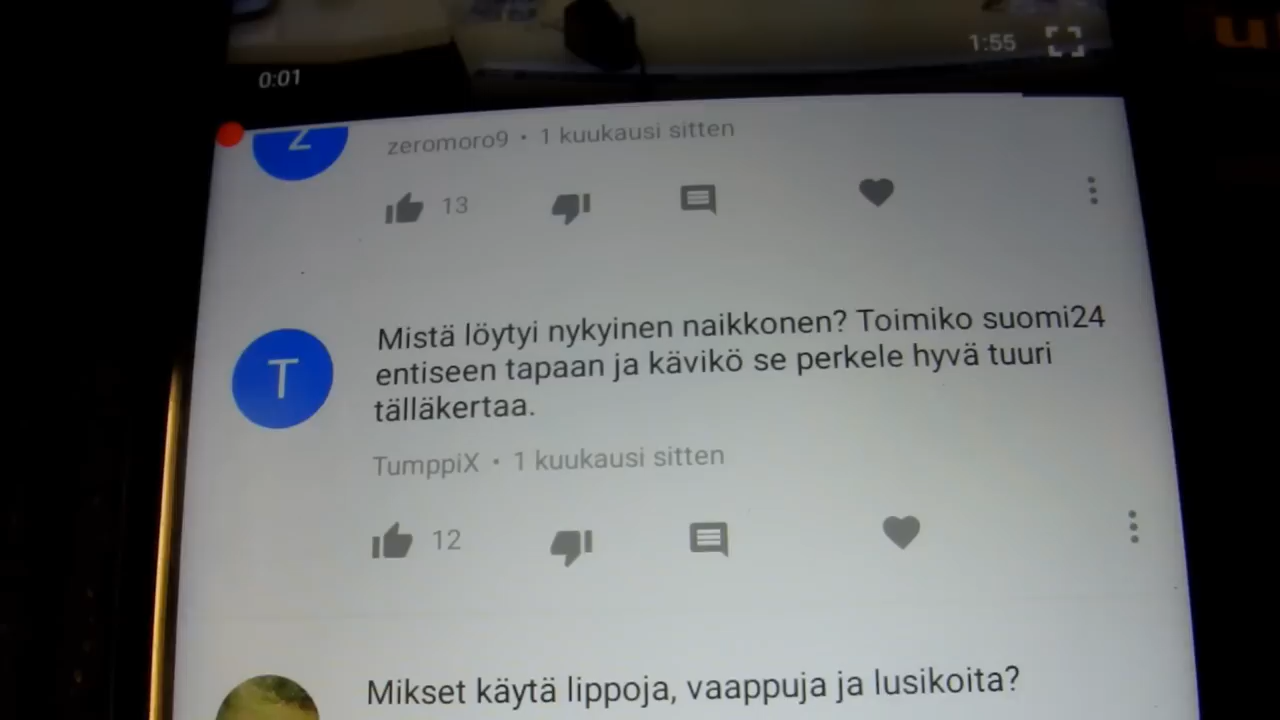 1:55
0:01
Z
zeromoro9 • 1 kuukausi sitten
13
Mistä löytyi nykyinen naikkonen? Toimiko suomi24
T
entiseen tapaan ja kävikö se perkele hyvä tuuri
tälläkertaa.
TumppiX • 1 kuukausi sitten
12
Mikset käytä lippoja, vaappuja ja lusikoita?